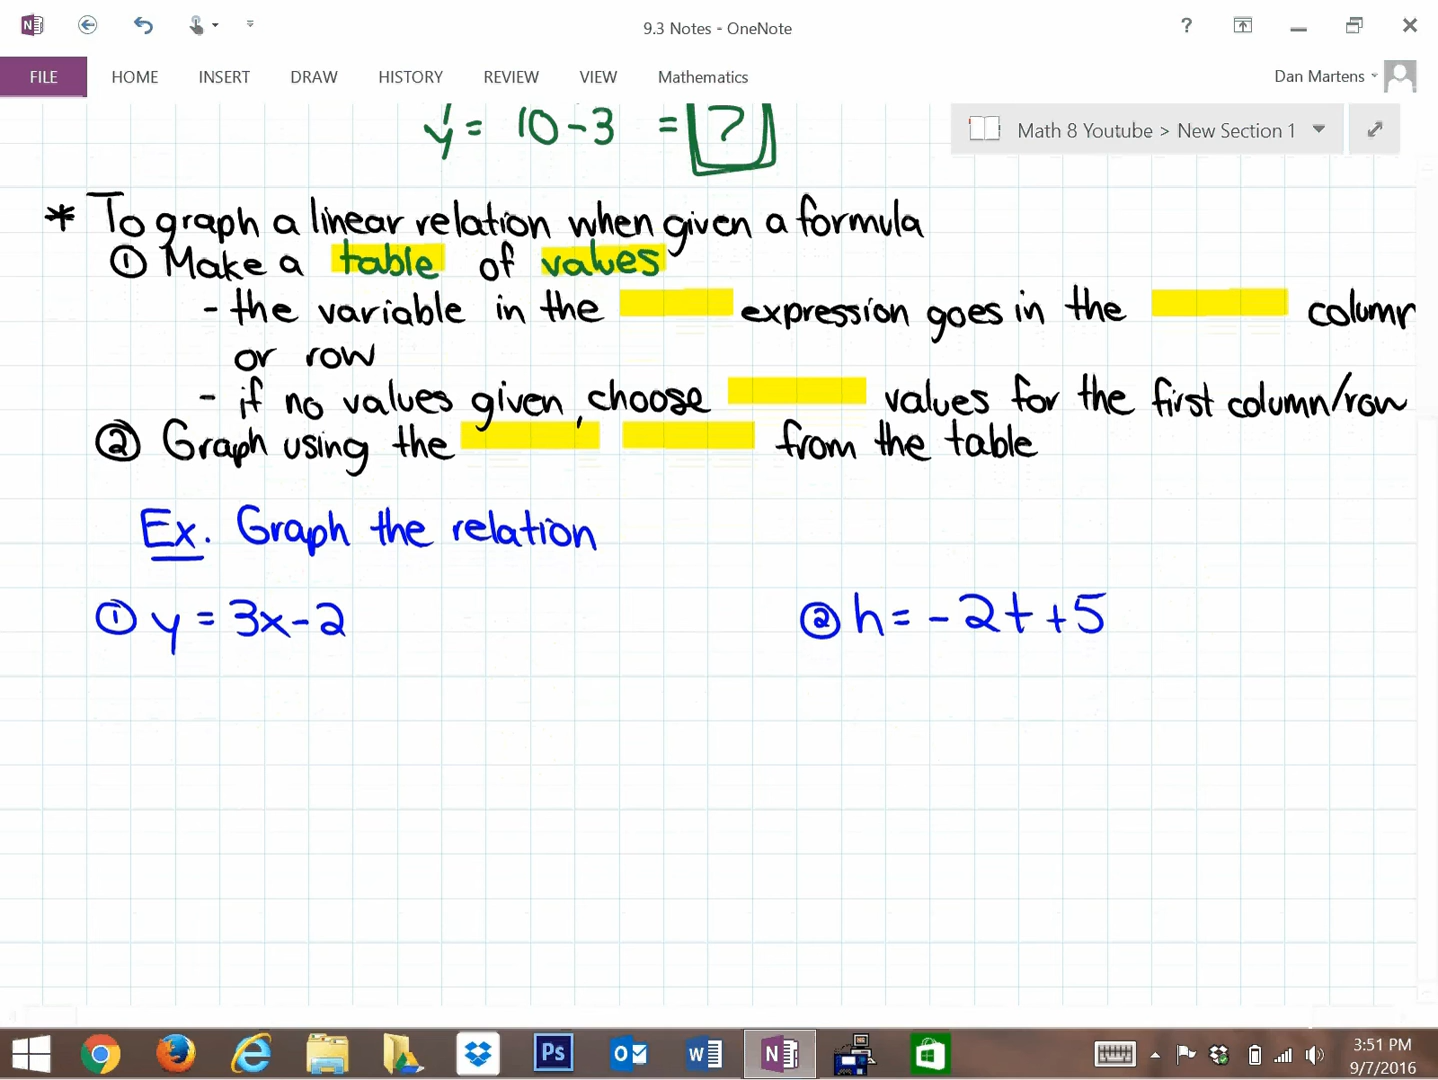 9.3 Notes - OneNote
?
FILE HOME INSERT DRAW HISTORY REVIEW VIEW Mathematics
Dan Martens
y = 10 - 3 = 7
Math 8 Youtube > New Section 1
* To graph a linear relation when given a formula
① Make a table of values
- the variable in the expression goes in the column
or row
- if no values given, choose values for the first column/row
② Graph using the from the table
Ex. Graph the relation
① y = 3x - 2
② h = -2t + 5
Ps
3:51 PM
9/7/2016